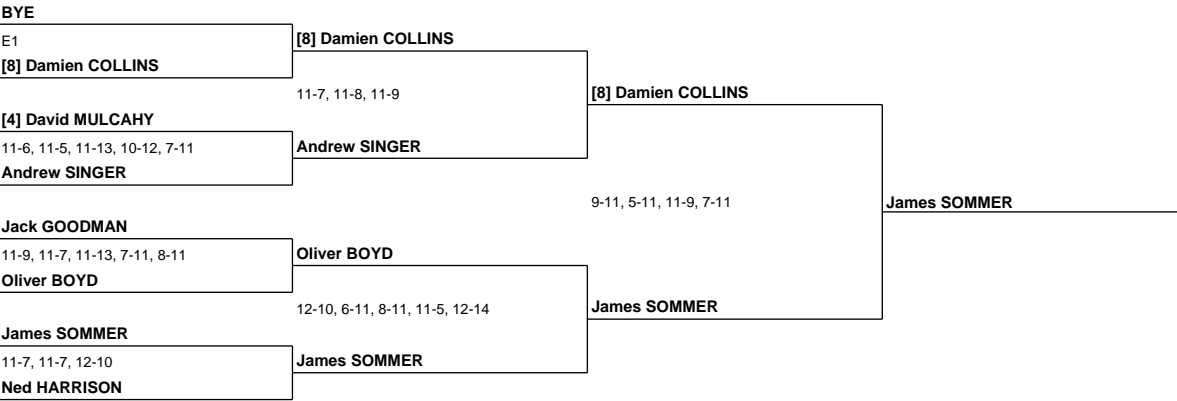 BYE
E1
[8] Damien COLLINS
[4] David MULCAHY
11-6, 11-5, 11-13, 10-12, 7-11
Andrew SINGER
Jack GOODMAN
11-9, 11-7, 11-13, 7-11, 8-11
Oliver BOYD
James SOMMER
11-7, 11-7, 12-10
Ned HARRISON
[8] Damien COLLINS
11-7, 11-8, 11-9
Andrew SINGER
Oliver BOYD
12-10, 6-11, 8-11, 11-5, 12-14
James SOMMER
[8] Damien COLLINS
9-11, 5-11, 11-9, 7-11
James SOMMER
James SOMMER